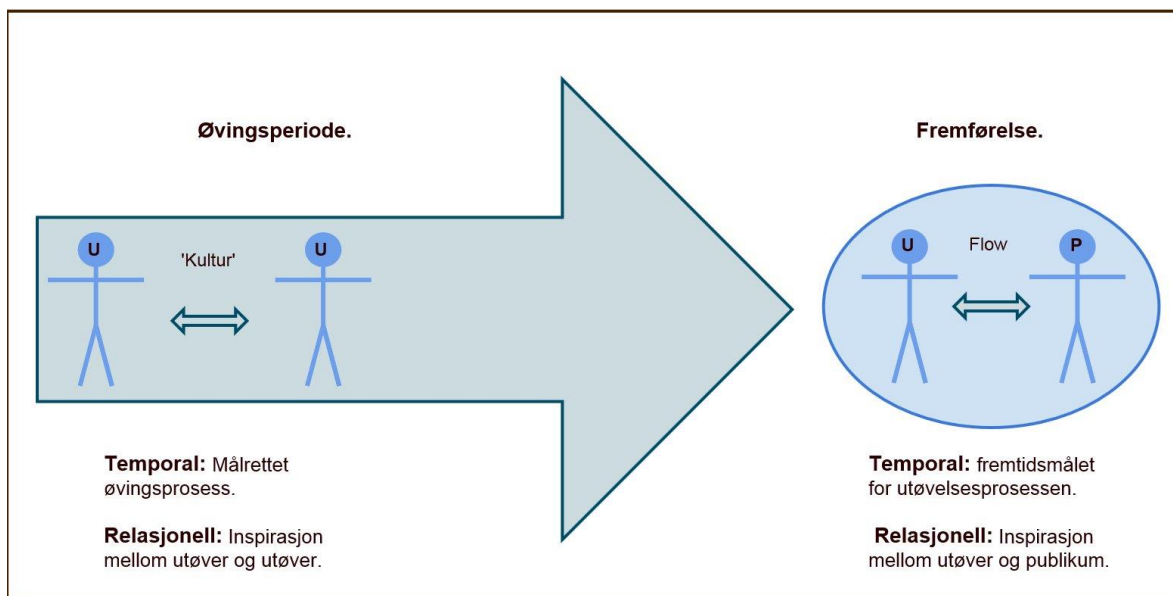 Øvingsperiode.
Fremførelse.
U
'Kultur'
U
U
Flow
P
Temporal: Målrettet
øvingsprosess.
Relasjonell: Inspirasjon
mellom utøver og utøver.
Temporal: fremtidsmålet
for utøvelsesprosessen.
Relasjonell: Inspirasjon
mellom utøver og publikum.